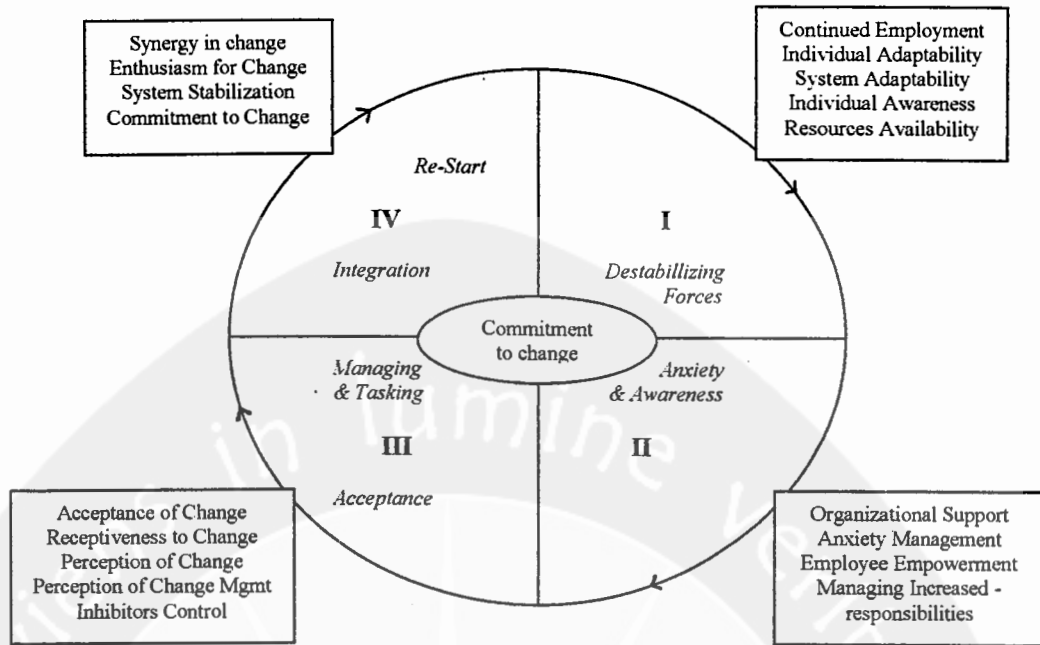 Synergy in change
Enthusiasm for Change
System Stabilization
Commitment to Change
Continued Employment
Individual Adaptability
System Adaptability
Individual Awareness
Resources Availability
Re-Start
IV
Integration
I
Destabillizing
Forces
Commitment
to change
Managing
& Tasking
III
Acceptance
Anxiety
& Awareness
II
Acceptance of Change
Receptiveness to Change
Perception of Change
Perception of Change Mgmt
Inhibitors Control
Organizational Support
Anxiety Management
Employee Empowerment
Managing Increased -
responsibilities
in lumine